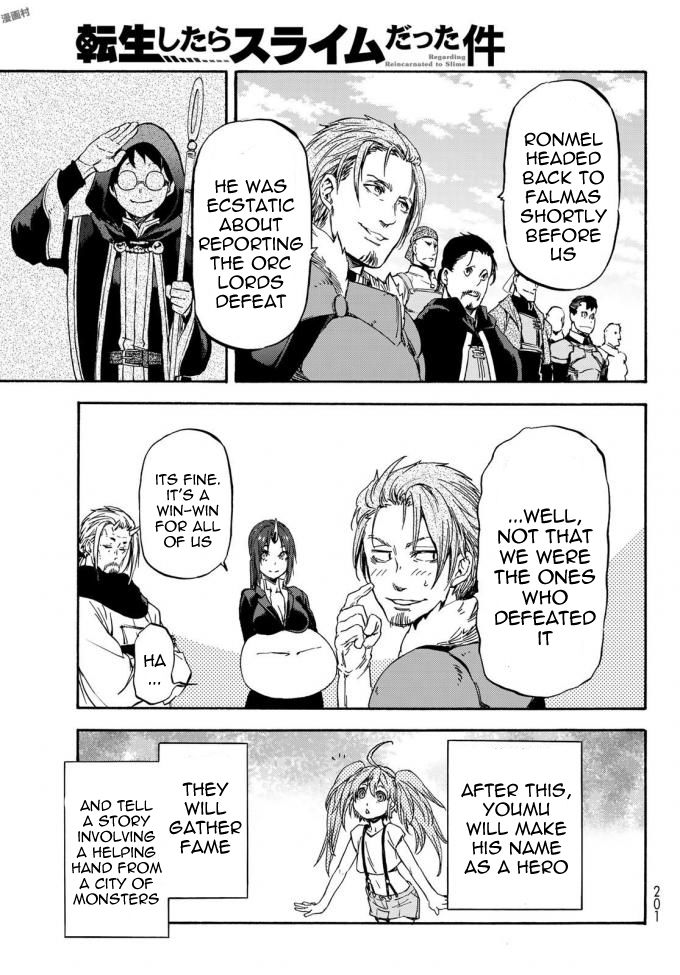 漫画村
転生したらスライムだった件
Regarding
Reincarnated to Slime
RONMEL
HEADED
BACK TO
FALMAS
SHORTLY
BEFORE
US
HE WAS
ECSTATIC
ABOUT
REPORTING
THE ORC
LORDS
DEFEAT
...WELL,
NOT THAT
WE WERE
THE ONES
WHO
DEFEATED
IT
ITS FINE.
IT'S A
WIN-WIN
FOR ALL
OF US
HA
...
AFTER THIS,
YOUMU
WILL MAKE
HIS NAME
AS A HERO
THEY
WILL
GATHER
FAME
AND TELL
A STORY
INVOLVING
A HELPING
HAND FROM
A CITY OF
MONSTERS
201